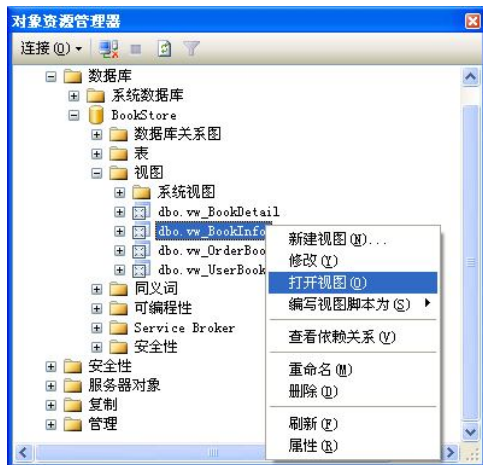 对象资源管理器
连接(O)
数据库
系统数据库
BookStore
数据库关系图
表
视图
系统视图
dbo.vw_BookDetail
dbo.vw_BookInfo
dbo.vw_OrderBoo
dbo.vw_UserBook
同义词
可编程性
Service Broker
安全性
安全性
服务器对象
复制
管理
新建视图(N)...
修改(Y)
打开视图(O)
编写视图脚本为(S)
查看依赖关系(V)
重命名(M)
删除(D)
刷新(F)
属性(R)